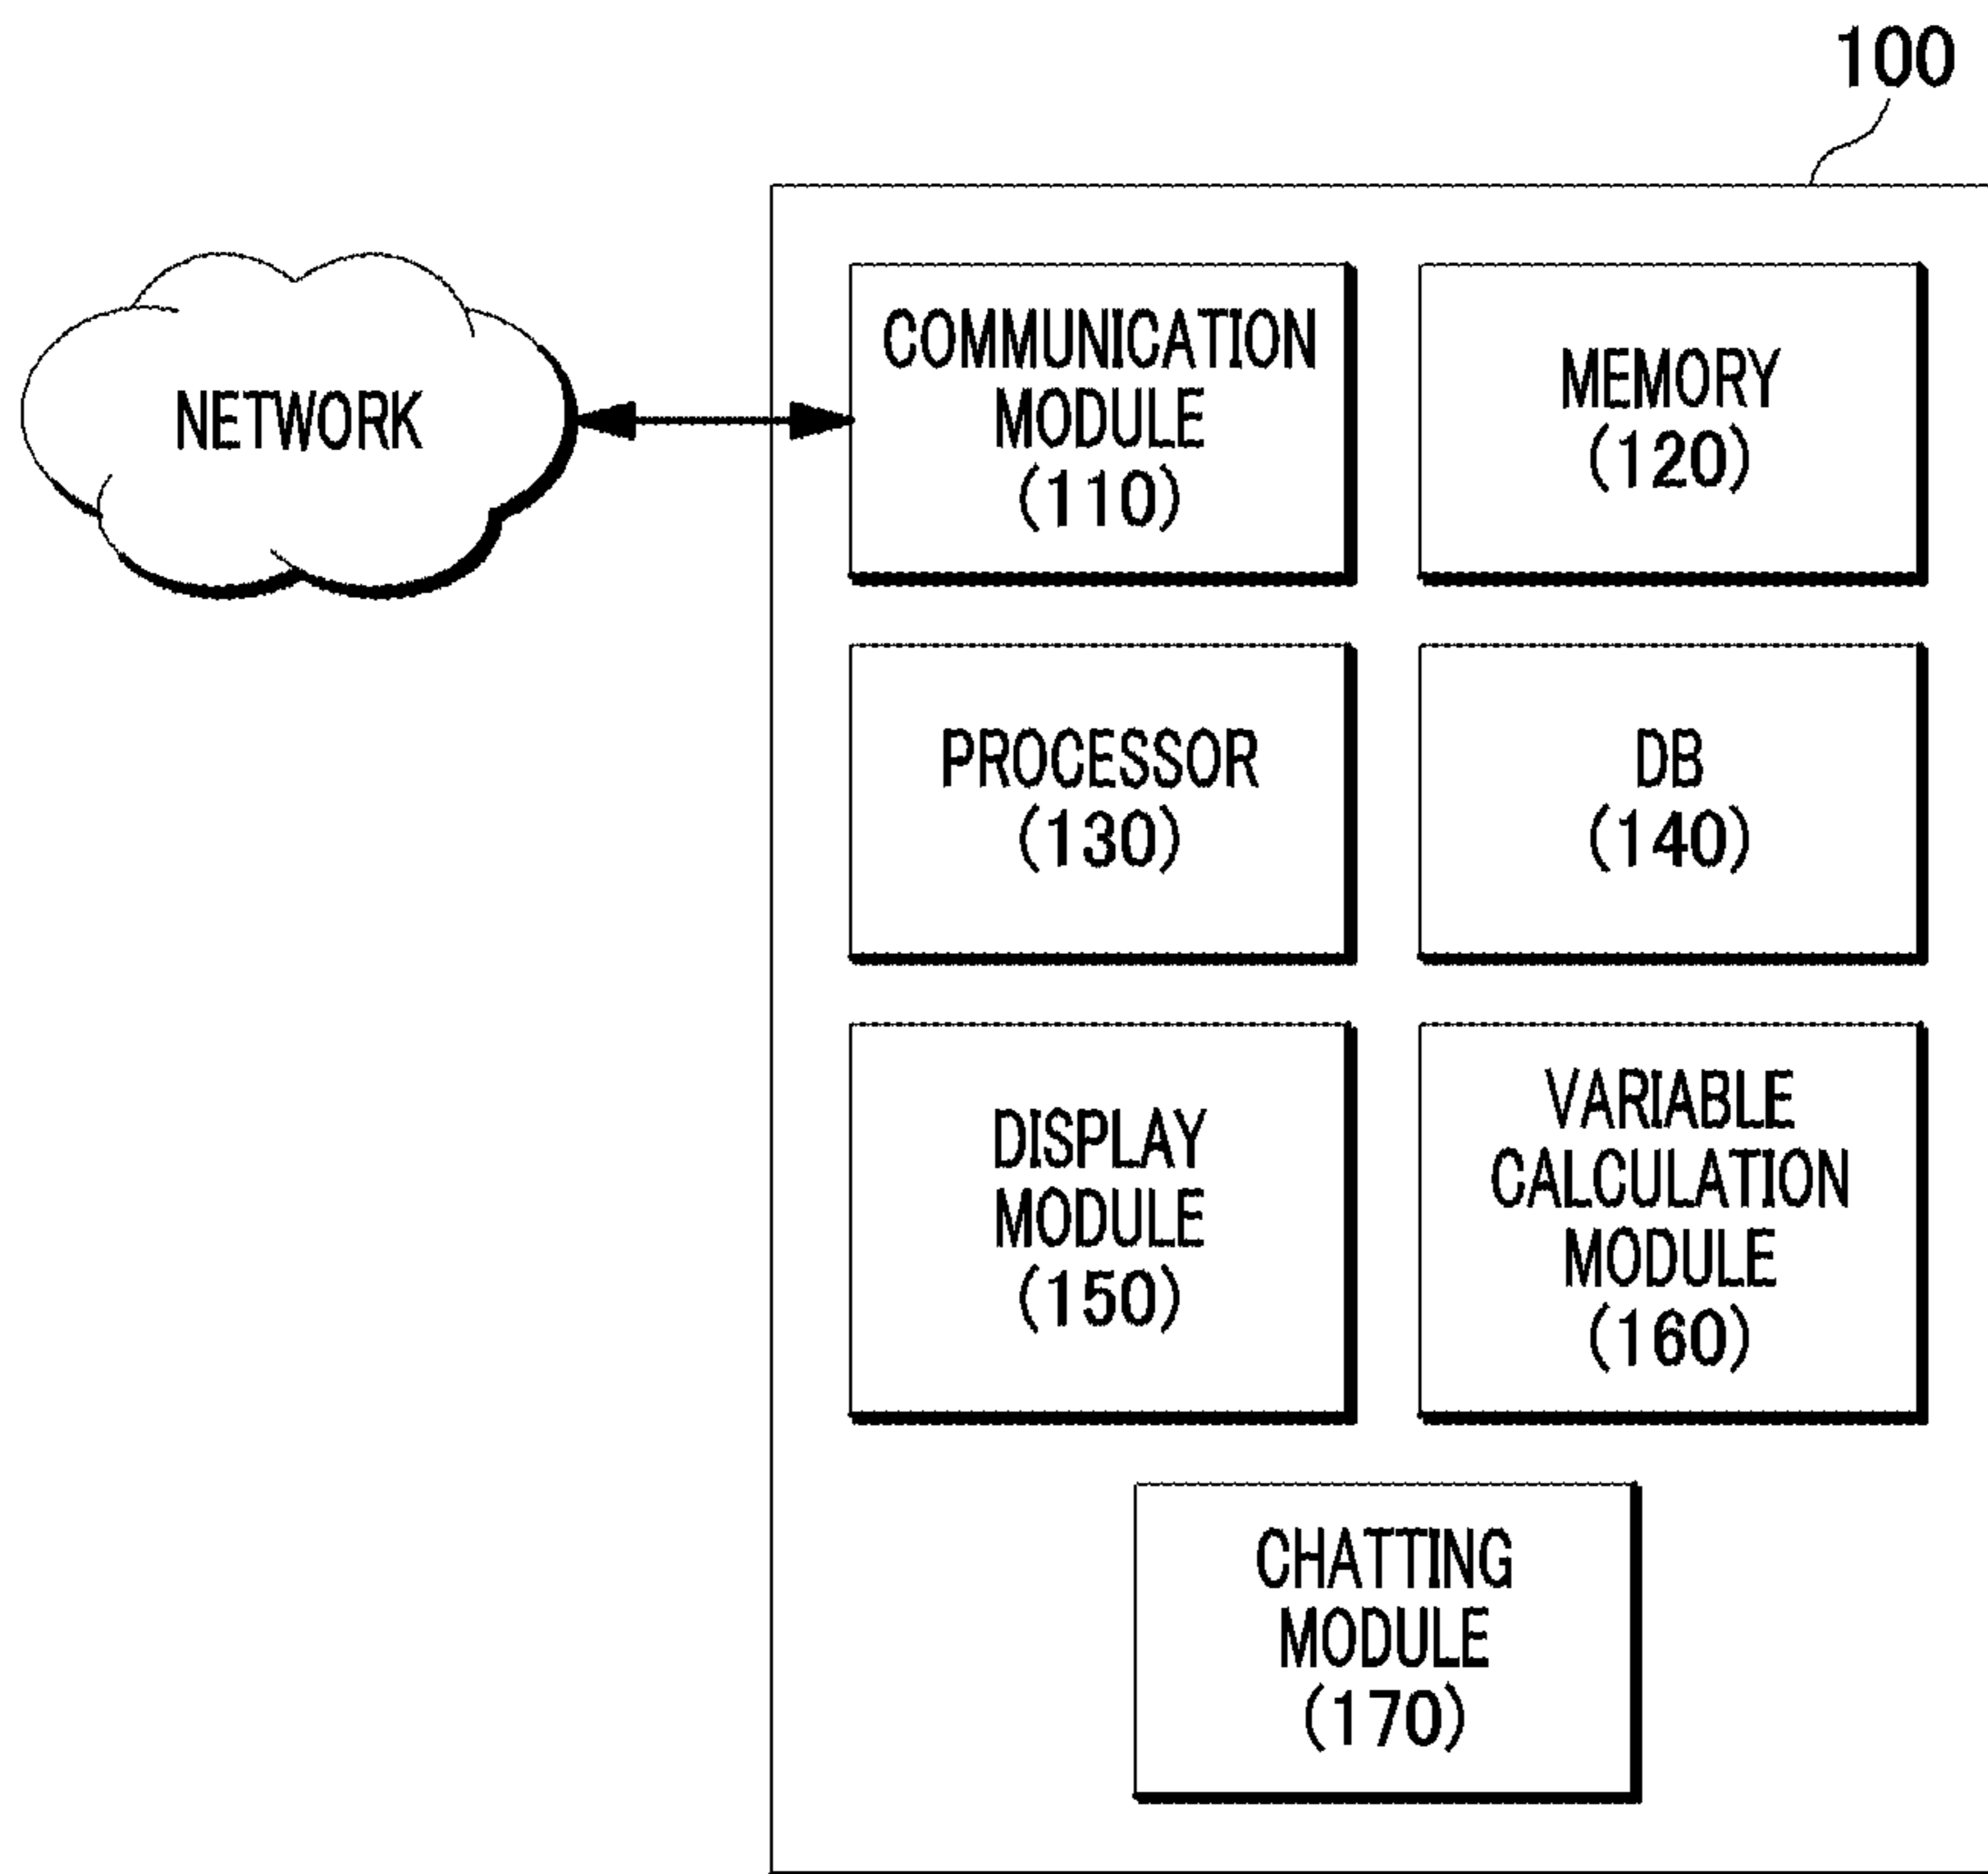 100
NETWORK
COMMUNICATION
MODULE
(110)
MEMORY
(120)
PROCESSOR
(130)
DB
(140)
DISPLAY
MODULE
(150)
VARIABLE
CALCULATION
MODULE
(160)
CHATTING
MODULE
(170)